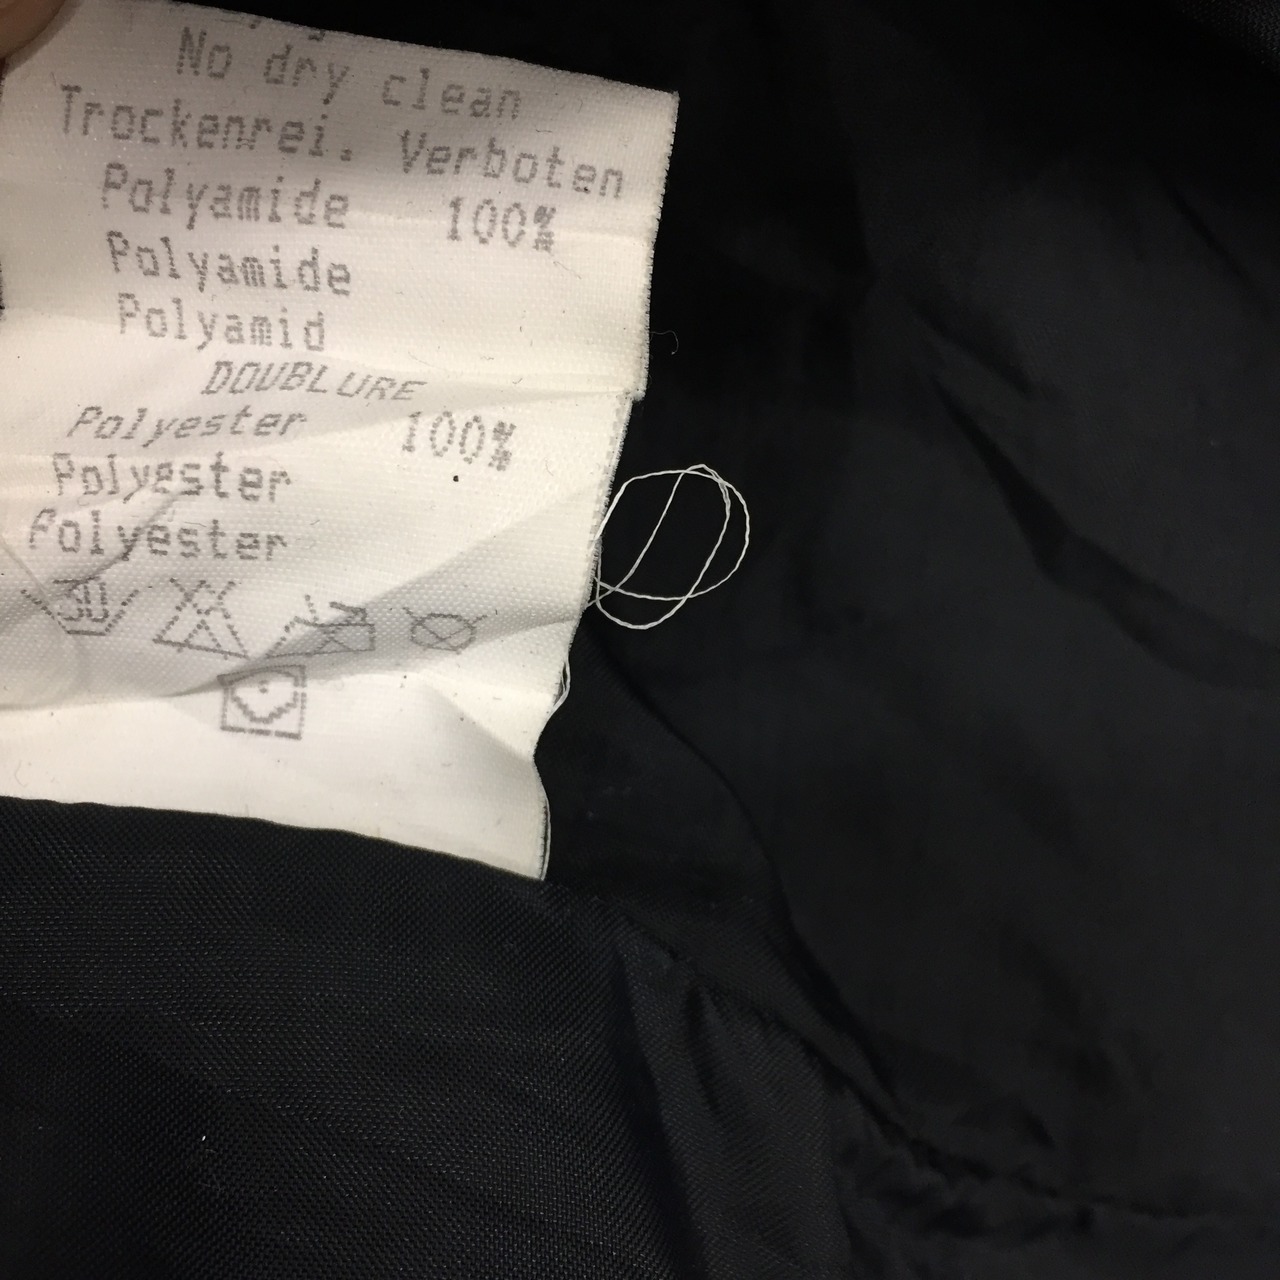 No dry clean
Trockenrei. Verboten
Polyamide 100%
Polyamide
Polyamid
DOUBLURE
Polyester 100%
Polyester
Polyester
30